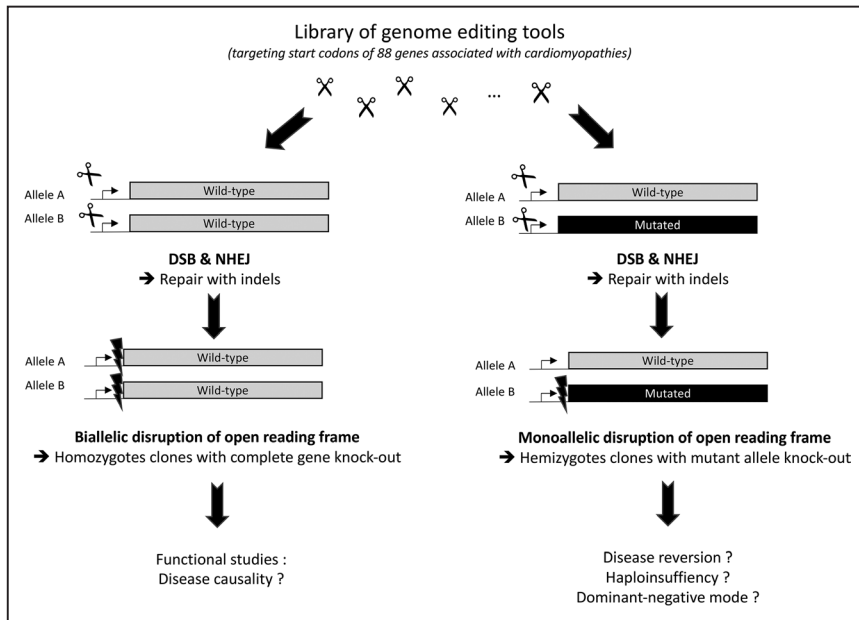 Library of genome editing tools
(targeting start codons of 88 genes associated with cardiomyopathies)
...
Allele A
Wild-type
Allele B
Wild-type
DSB & NHEJ
➔ Repair with indels
Allele A
Wild-type
Allele B
Wild-type
Biallelic disruption of open reading frame
➔ Homozygotes clones with complete gene knock-out
Functional studies :
Disease causality ?
Allele A
Wild-type
Allele B
Mutated
DSB & NHEJ
➔ Repair with indels
Allele A
Wild-type
Allele B
Mutated
Monoallelic disruption of open reading frame
➔ Hemizygotes clones with mutant allele knock-out
Disease reversion ?
Haploinsuffiency ?
Dominant-negative mode ?